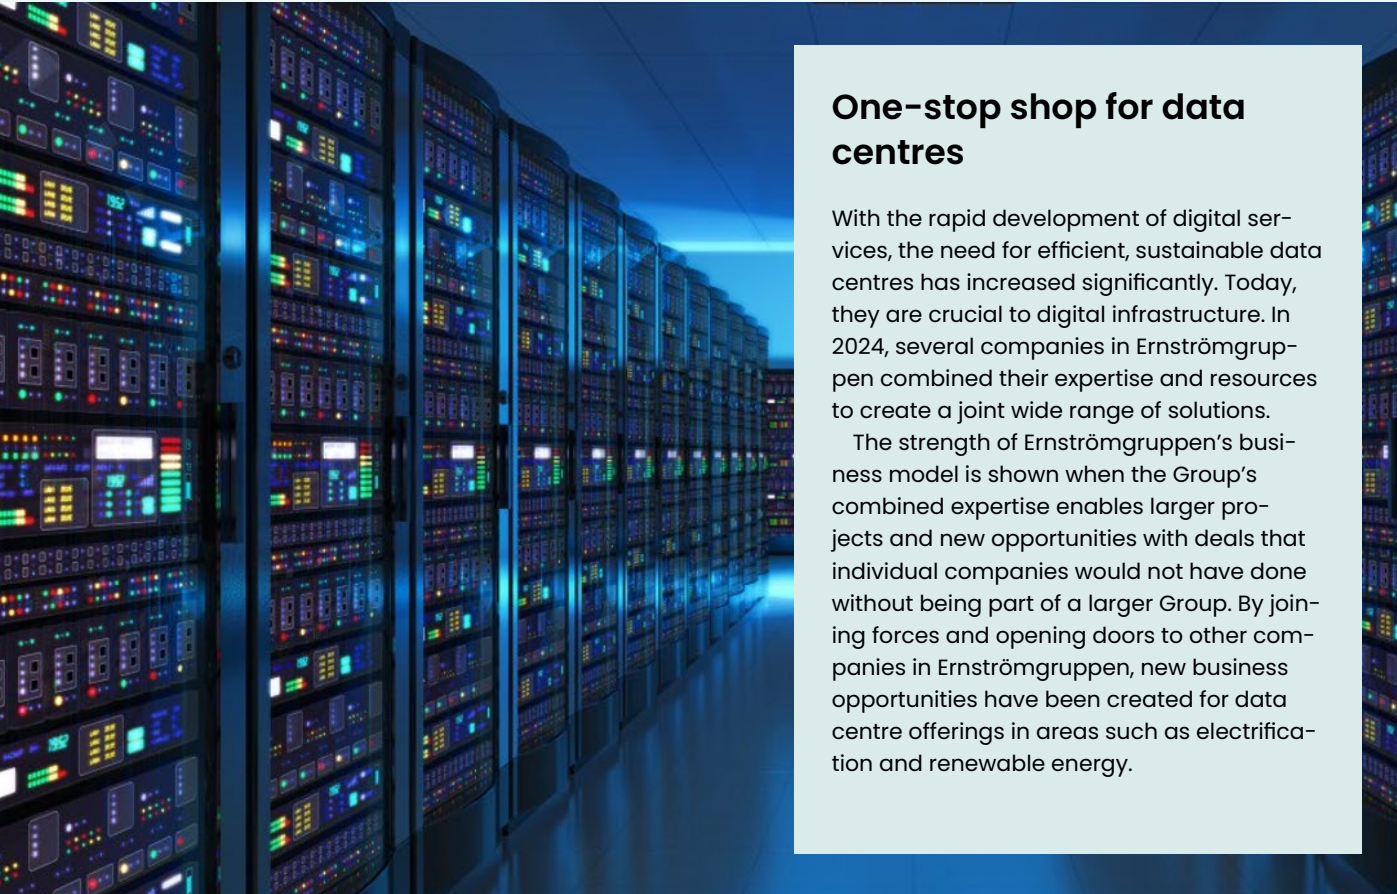 One-stop shop for data
centres
With the rapid development of digital ser-
vices, the need for efficient, sustainable data
centres has increased significantly. Today,
they are crucial to digital infrastructure. In
2024, several companies in Ernströmgrup-
pen combined their expertise and resources
to create a joint wide range of solutions.
The strength of Ernströmgruppen’s busi-
ness model is shown when the Group’s
combined expertise enables larger pro-
jects and new opportunities with deals that
individual companies would not have done
without being part of a larger Group. By join-
ing forces and opening doors to other com-
panies in Ernströmgruppen, new business
opportunities have been created for data
centre offerings in areas such as electrifica-
tion and renewable energy.